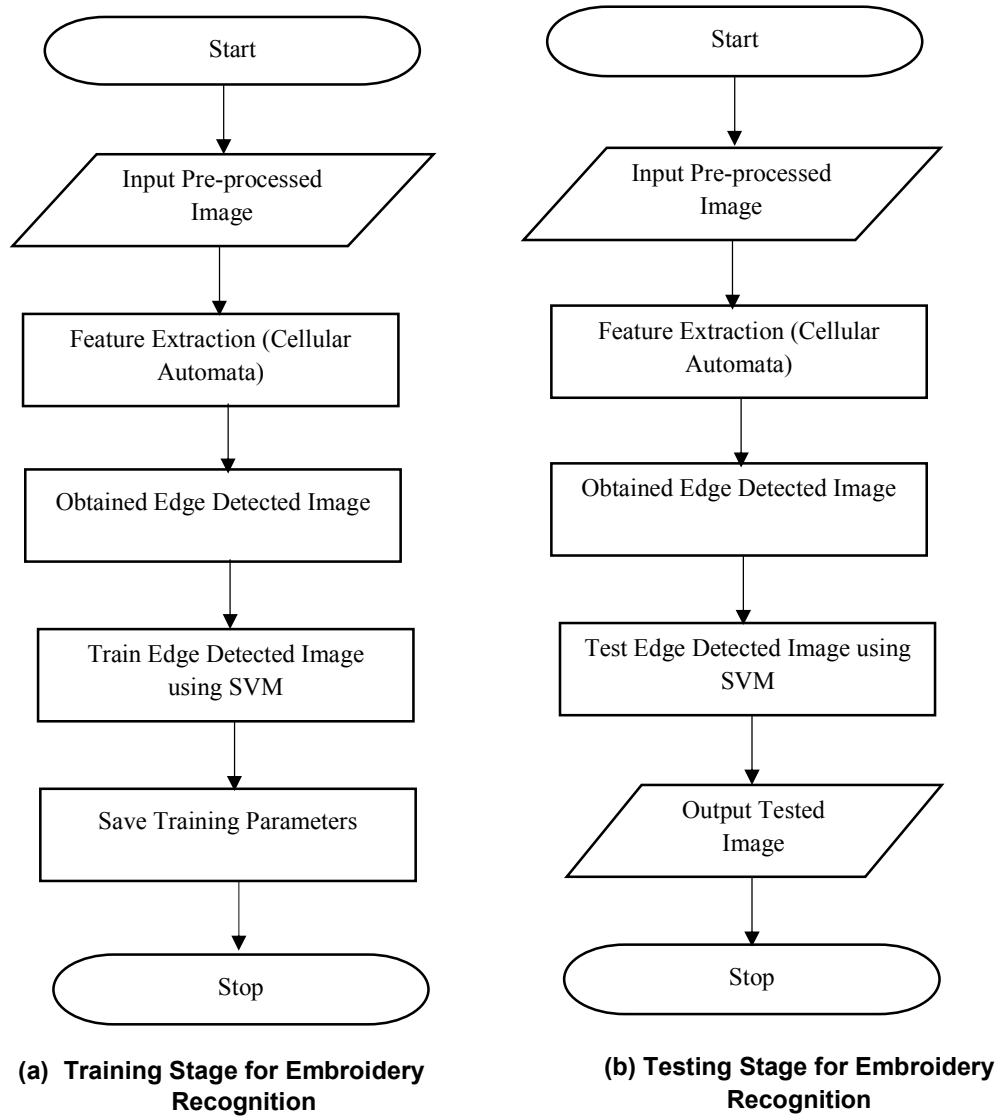 Start
Input Pre-processed
Image
Feature Extraction (Cellular
Automata)
Obtained Edge Detected Image
Train Edge Detected Image
using SVM
Save Training Parameters
Stop
(a) Training Stage for Embroidery
Recognition
Start
Input Pre-processed
Image
Feature Extraction (Cellular
Automata)
Obtained Edge Detected Image
Test Edge Detected Image using
SVM
Output Tested
Image
Stop
(b) Testing Stage for Embroidery
Recognition